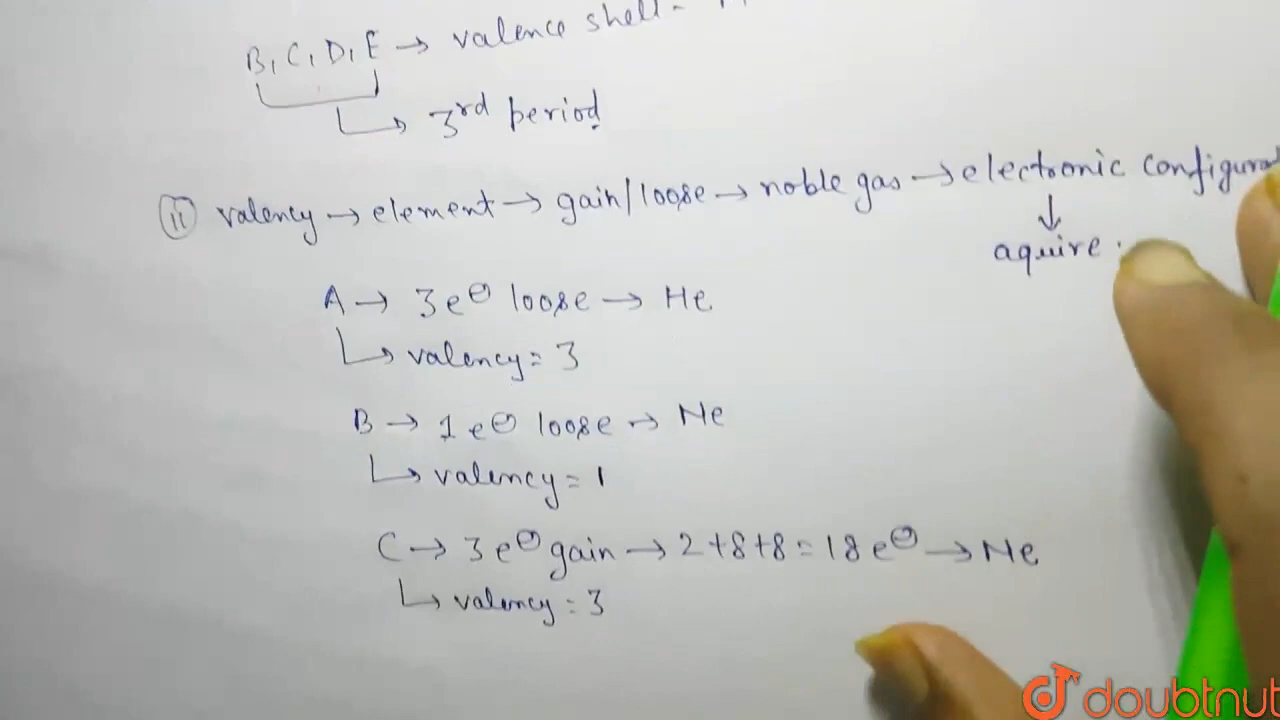 B, C, D, E → valence shell -
3rd period
(ii) valency → element → gain/loose → noble gas → electronic
aquire
A → 3e⊖ loose → He
valency = 3
B → 1e⊖ loose → Ne
valency = 1
C → 3e⊖ gain → 2+8+8 = 18e⊖ → Ne
valency = 3
doubtnut